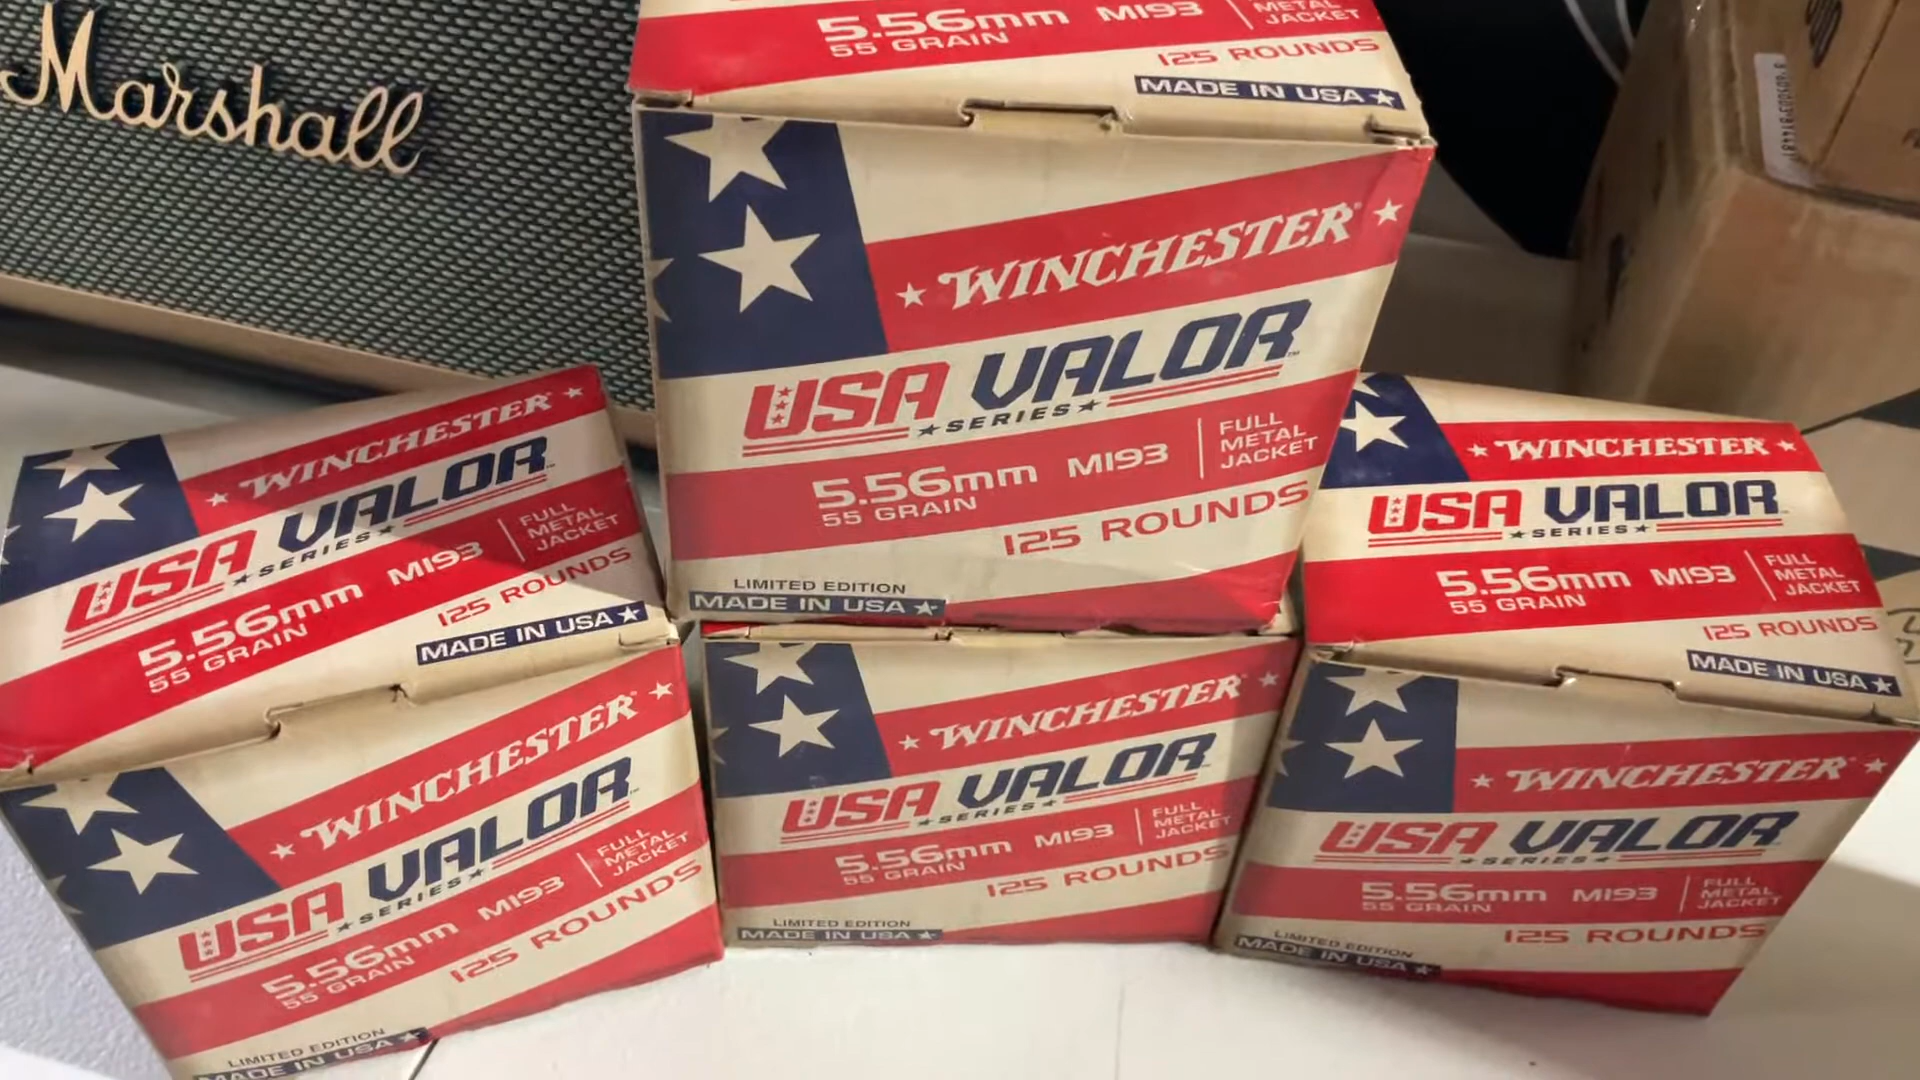 Marshall
5.56mm M193
55 GRAIN
METAL
JACKET
125 ROUNDS
MADE IN USA
WINCHESTER
USA VALOR
SERIES
5.56mm M193
55 GRAIN
FULL
METAL
JACKET
125 ROUNDS
LIMITED EDITION
MADE IN USA
WINCHESTER
USA VALOR
SERIES
5.56mm M193
55 GRAIN
FULL
METAL
JACKET
125 ROUNDS
MADE IN USA
WINCHESTER
USA VALOR
SERIES
5.56mm M193
55 GRAIN
FULL
METAL
JACKET
125 ROUNDS
LIMITED EDITION
MADE IN USA
WINCHESTER
USA VALOR
SERIES
5.56mm M193
55 GRAIN
FULL
METAL
JACKET
125 ROUNDS
LIMITED EDITION
MADE IN USA
WINCHESTER
USA VALOR
SERIES
5.56mm M193
55 GRAIN
FULL
METAL
JACKET
125 ROUNDS
MADE IN USA
WINCHESTER
USA VALOR
SERIES
5.56mm M193
55 GRAIN
FULL
METAL
JACKET
125 ROUNDS
LIMITED EDITION
MADE IN USA